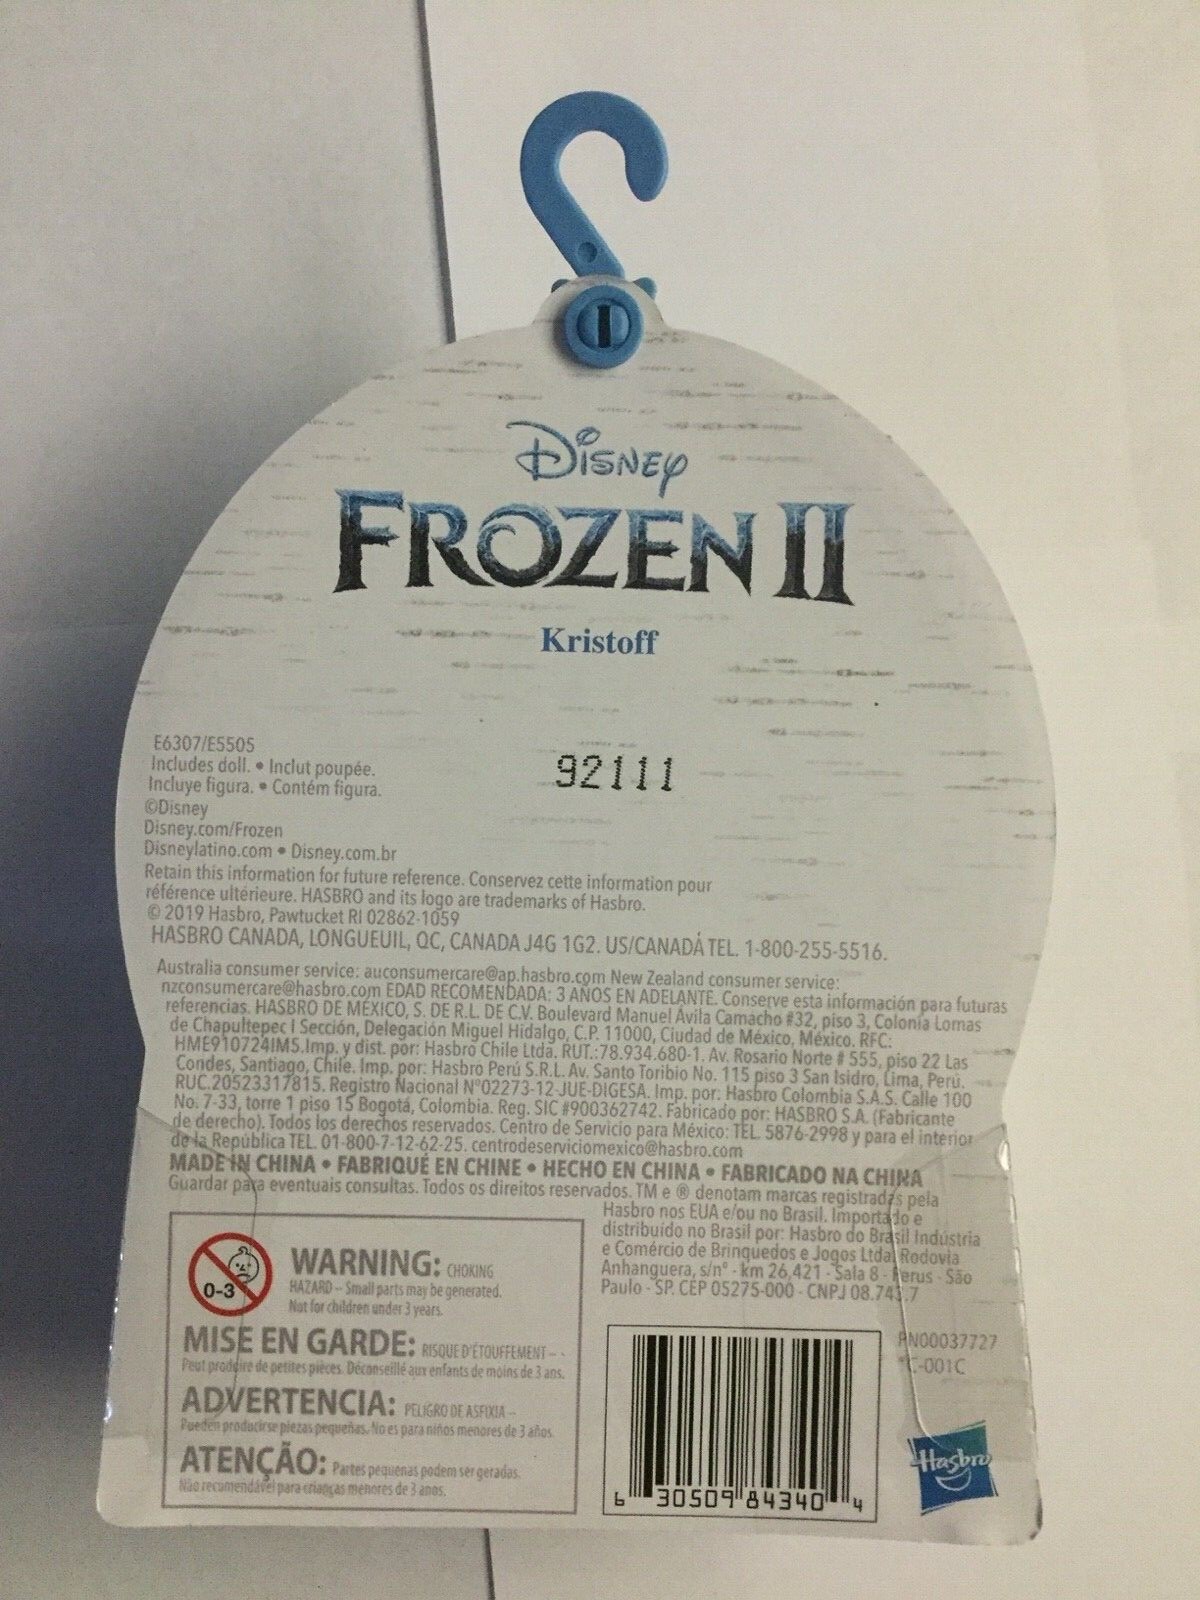 Disney
FROZEN II
Kristoff
E6307/E5505
Includes doll. • Inclut poupée.
Incluye figura. • Contém figura.
©Disney
Disney.com/Frozen
Disneylatino.com • Disney.com.br
92111
Retain this information for future reference. Conservez cette information pour
référence ultérieure. HASBRO and its logo are trademarks of Hasbro.
© 2019 Hasbro, Pawtucket RI 02862-1059
HASBRO CANADA, LONGUEUIL, QC, CANADA J4G 1G2. US/CANADA TEL. 1-800-255-5516.
Australia consumer service: auconsumercare@ap.hasbro.com New Zealand consumer service:
nzconsumercare@hasbro.com EDAD RECOMENDADA: 3 AÑOS EN ADELANTE. Conserve esta información para futuras
referencias. HASBRO DE MÉXICO, S. DE R.L. DE C.V. Boulevard Manuel Ávila Camacho #32, piso 3, Colonia Lomas
de Chapultepec I Sección, Delegación Miguel Hidalgo, C.P. 11000, Ciudad de México, México. RFC:
HME910724IM5.Imp. y dist. por: Hasbro Chile Ltda. RUT.:78.934.680-1. Av. Rosario Norte # 555, piso 22 Las
Condes, Santiago, Chile. Imp. por: Hasbro Perú S.R.L. Av. Santo Toribio No. 115 piso 3 San Isidro, Lima, Perú.
RUC.20523317815. Registro Nacional N°02273-12-JUE-DIGESA. Imp. por: Hasbro Colombia S.A.S. Calle 100
No. 7-33, torre 1 piso 15 Bogotá, Colombia. Reg. SIC #900362742. Fabricado por: HASBRO S.A. (Fabricante
de derecho). Todos los derechos reservados. Centro de Servicio para México: TEL. 5876-2998 y para el interior
de la República TEL. 01-800-7-12-62-25. centrodeserviciomexico@hasbro.com
MADE IN CHINA • FABRIQUÉ EN CHINE • HECHO EN CHINA • FABRICADO NA CHINA
Guardar para eventuais consultas. Todos os direitos reservados. TM e ® denotam marcas registradas pela
Hasbro nos EUA e/ou no Brasil. Importado e
distribuído no Brasil por: Hasbro do Brasil Indústria
e Comércio de Brinquedos e Jogos Ltda Rodovia
Anhanguera, s/nº - km 26,421 - Sala 8 - Perus - São
Paulo - SP. CEP 05275-000 - CNPJ 08.743.7
0-3
WARNING: CHOKING
HAZARD – Small parts may be generated.
Not for children under 3 years.
MISE EN GARDE: RISQUE D'ÉTOUFFEMENT –
Peut produire de petites pièces. Déconseillé aux enfants de moins de 3 ans.
ADVERTENCIA: PELIGRO DE ASFIXIA –
Pueden producirse piezas pequeñas. No es para niños menores de 3 años.
ATENÇÃO: Partes pequenas podem ser geradas.
Não recomendável para crianças menores de 3 anos.
6 30509 84340 4
PN00037727
C-001C
Hasbro